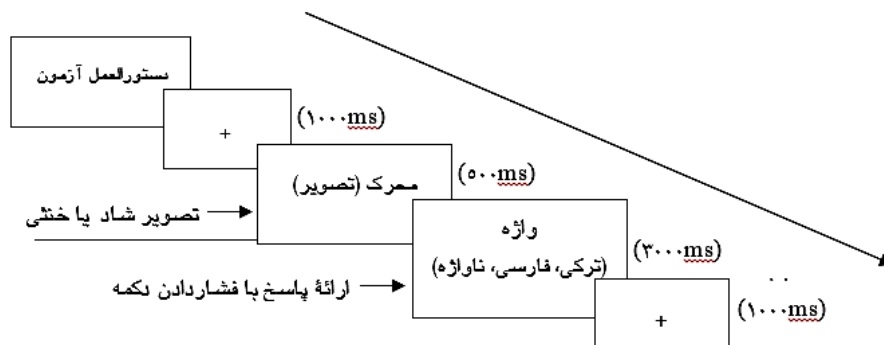 دستورالعمل آزمون
+
(۱۰۰۰ms)
محرک (تصویر)
(۵۰۰ms)
تصویر شاد یا خنثی
واژه
(ترکی، فارسی، ناواژه)
(۳۰۰۰ms)
ارائۀ پاسخ با فشاردادن دکمه
+
(۱۰۰۰ms)
..